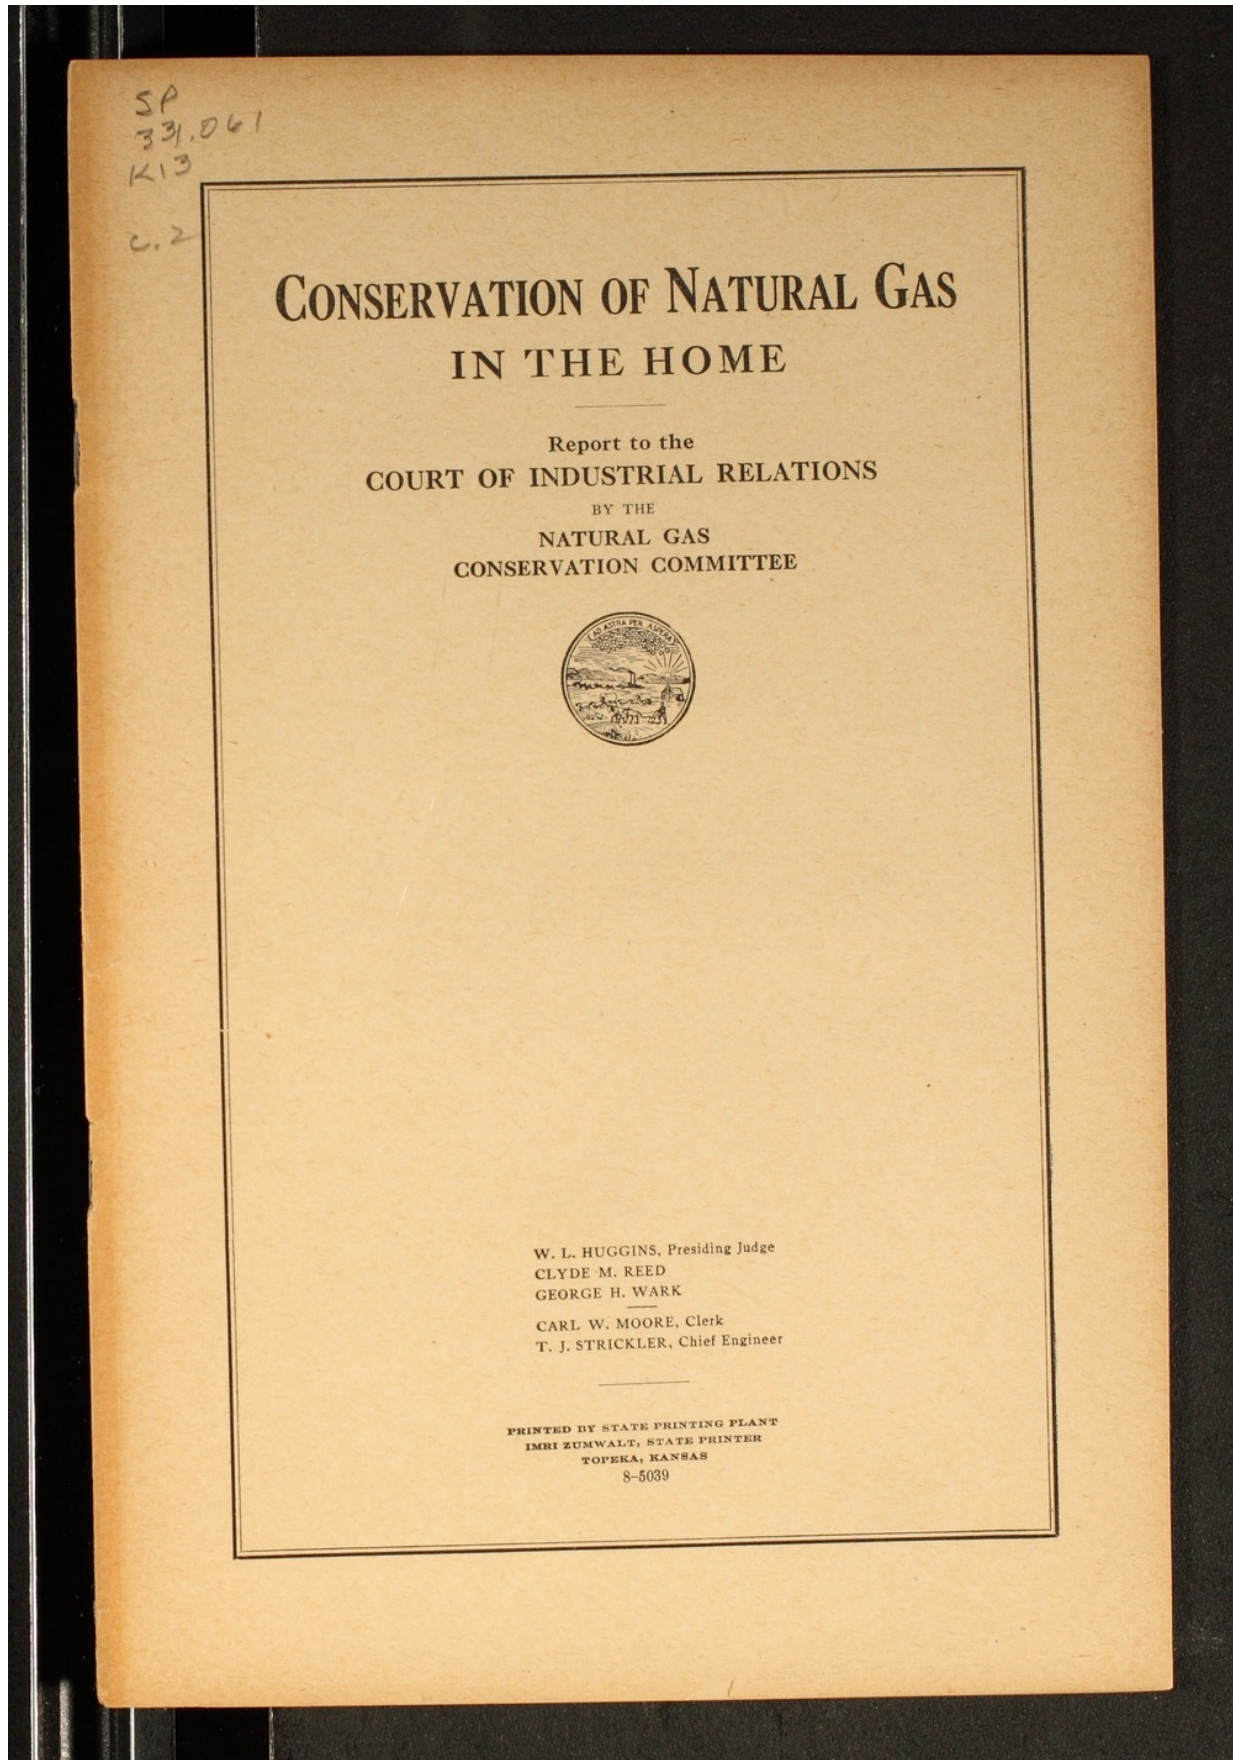 SP
331.061
K13
c.2
CONSERVATION OF NATURAL GAS
IN THE HOME
Report to the
COURT OF INDUSTRIAL RELATIONS
BY THE
NATURAL GAS
CONSERVATION COMMITTEE
AD ASTRA PER ASPERA
W. L. HUGGINS, Presiding Judge
CLYDE M. REED
GEORGE H. WARK
CARL W. MOORE, Clerk
T. J. STRICKLER, Chief Engineer
PRINTED BY STATE PRINTING PLANT
IMRI ZUMWALT, STATE PRINTER
TOPEKA, KANSAS
8-5039